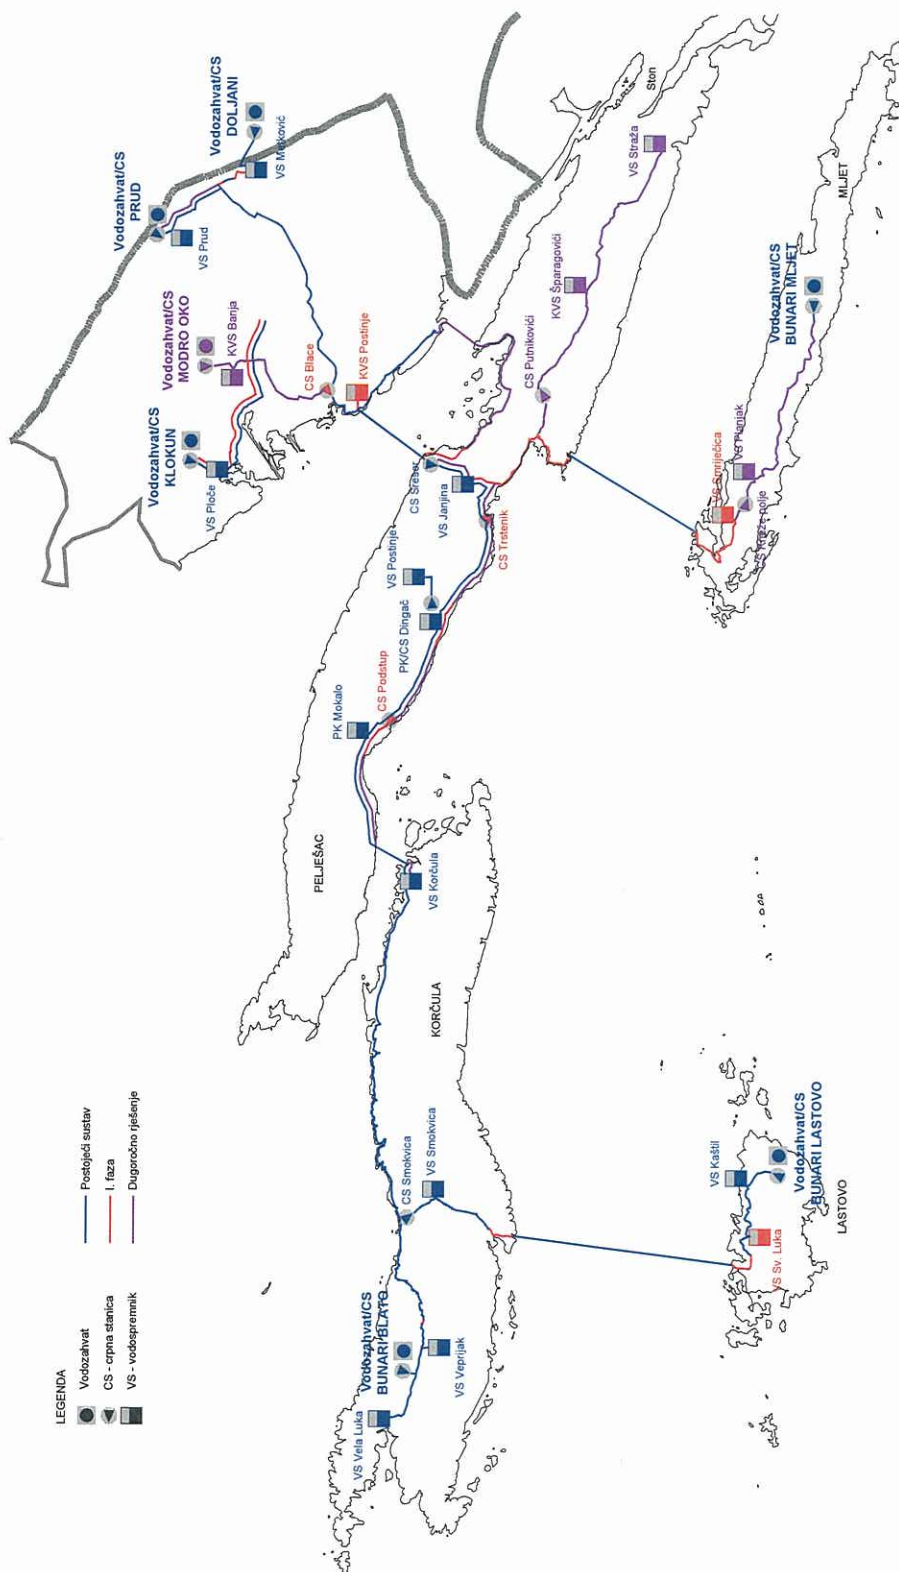 LEGENDA
Vodozahvat
CS - crpna stanica
VS - vodospremnik
Postojeći sustav
I. faza
Dugoročno rješenje
Vodozahvat/CS
PRUD
VS Prud
Vodozahvat/CS
DOLJANI
VS Metković
Vodozahvat/CS
MODRO OKO
KVS Banja
Vodozahvat/CS
KLOKUN
VS Ploče
CS Blace
KVS Postinje
CS Sreser
VS Janjina
CS Trstenik
VS Postinje
PK/CS Dingač
CS Podstup
PK Mokalo
PELJEŠAC
CS Putnikovići
KVS Šparagovići
VS Straža
Ston
VS Korčula
KORČULA
CS Smokvica
VS Smokvica
Vodozahvat/CS
BUNARI BLATO
VS Vela Luka
VS Veprijak
Vodozahvat/CS
BUNARI MLJET
MLJET
VS Planjak
VS Smriječica
VS Kaštil
Vodozahvat/CS
BUNARI LASTOVO
VS Sv. Luka
LASTOVO